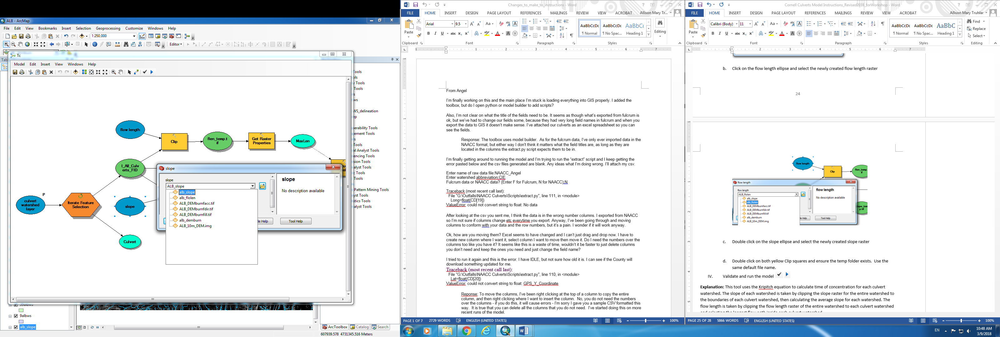 ALB - ArcMap
File Edit View Bookmarks Insert Selection Geoprocessing Customize Windows Help
1:250,000
Editor
Tc
Model Edit Insert View Windows Help
flow length
Clip
flen_temp.t
if
Get Raster
Properties
MaxLen
I_All_Culv
erts_FID
P
culvert
watershed
layer
Iterate Feature
Selection
slope
Culvert
slope
slope
ALB_slope
alb_slope
alb_flolen
ALB_DEMburnfacc.tif
ALB_DEMburnfdir.tif
ALB_DEMburnfill.tif
alb_demburn
ALB_10m_DEM.img
slope
No description available
Tool Help
WS_delineation
Pattern Mining Tools
9albws
alb_slope
ArcToolbox Catalog Search
607939.578 4731345.516 Meters
Changes_to_make_to_instructions - Word
FILE HOME INSERT DESIGN PAGE LAYOUT REFERENCES MAILINGS REVIEW VIEW ACROBAT Allison Mary Tr...
Arial 9.5
Paste
AaBbCcDc AaBbCcDc AaBbCc
¶ Normal ¶ No Spac... Heading 1
Editing
Clipboard Font Paragraph Styles
From Angel
I'm finally working on this and the main place I'm stuck is loading everything into GIS properly. I added the
toolbox, but do I open python or model builder to add scripts?
Also, I'm not clear on what the title of the fields need to be. It seems as though what's exported from fulcrum is
ok, but we've had to change our fields some, because they had very long field names in fulcrum and when you
export the data to GIS it doesn't make sense. I've attached our culverts as an excel spreadsheet so you can
see the fields.
Response: The toolbox uses model builder. As for the fulcrum data, I've only ever imported data in the
NAACC format, but either way I don't think it matters what the field titles are, as long as they are
located in the columns the extract.py script expects them to be in.
I'm finally getting around to running the model and I'm trying to run the "extract" script and I keep getting the
error pasted below and the csv files generated are blank. Any ideas what I'm doing wrong. I'll attach my csv.
Enter name of raw data file:NAACC_Angel
Enter watershed abbreviation:CIE
Fulcrum data or NAACC data? (Enter F for Fulcrum, N for NAACC):N
Traceback (most recent call last):
File "G:\Outfalls\NAACC Culverts\Scripts\extract.py", line 111, in <module>
Long=float(CD[19])
ValueError: could not convert string to float: No data
After looking at the csv you sent me, I think the data is in the wrong number columns. I exported from NAACC
so I'm not sure if columns change etc everytime you export. Anyway, I've been going through and moving
columns to conform with your data and the row numbers, but it's a pain. I wonder if it will work anyway.
Ok, how are you moving them? Excel seems to have changed and I can't just drag and drop now. I have to
create new column where I want it, select column I want to move then move it. Do I need the numbers over the
columns too like you have it? It seems like this is a waste of time, wouldn't it be faster to just delete columns
you don't need and keep the ones you need and just change the field name?
I tried to run it again and this is the error. I have IDLE, but not sure how old it is. I can see if the County will
download something updated for me.
Traceback (most recent call last):
File "G:\Outfalls\NAACC Culverts\Scripts\extract.py", line 110, in <module>
Lat=float(CD[20])
ValueError: could not convert string to float: GPS_Y_Coordinate
Reponse: To move the columns, I've been right clicking at the top of a column to copy the entire
column, and then right clicking where I want to insert the column. No, you do not need the numbers
over the columns - if you do this, it will cause errors - I'm sorry I gave you a sample CSV formatted this
way. It is true that you can delete all the columns that you do not need. I've started doing this on more
recent runs of the model.
PAGE 1 OF 7 2729 WORDS ENGLISH (UNITED STATES) 100%
Cornell Culverts Model Instructions_Revised2018_forWorkshop - Word
FILE HOME INSERT DESIGN PAGE LAYOUT REFERENCES MAILINGS REVIEW VIEW ACROBAT Allison Mary Truhlar
Calibri (Body) 11
Paste
AaBbCcDc AaBbCcDc AaBbC
¶ Normal ¶ No Spac... Heading 1
Find
Replace
Select
Clipboard Font Paragraph Styles Editing
b. Click on the flow length ellipse and select the newly created flow length raster
24
flow length
Clip
flen_temp.
if
flow length
flow length
ALB_flolen
alb_slope
alb_flolen
ALB_DEMburnfacc.tif
ALB_DEMburnfdir.tif
ALB_DEMburnfill.tif
alb_demburn
ALB_10m_DEM.img
flow length
No description available
Tool Help
c. Double click on the slope ellipse and select the newly created slope raster
d. Double click on both yellow Clip squares and ensure the temp folder exists. Use the
same default file name.
IV. Validate and run the model
Explanation: This tool uses the Kripitch equation to calculate time of concentration for each culvert
watershed. The slope of each watershed is taken by clipping the slope raster for the entire watershed to
the boundaries of each culvert watershed, then calculating the average slope for each watershed. The
flow length is taken by clipping the flow length raster of the entire watershed to each culvert watershed
PAGE 25 OF 28 5866 WORDS ENGLISH (UNITED STATES) 100%
EN 10:48 AM
3/9/2018